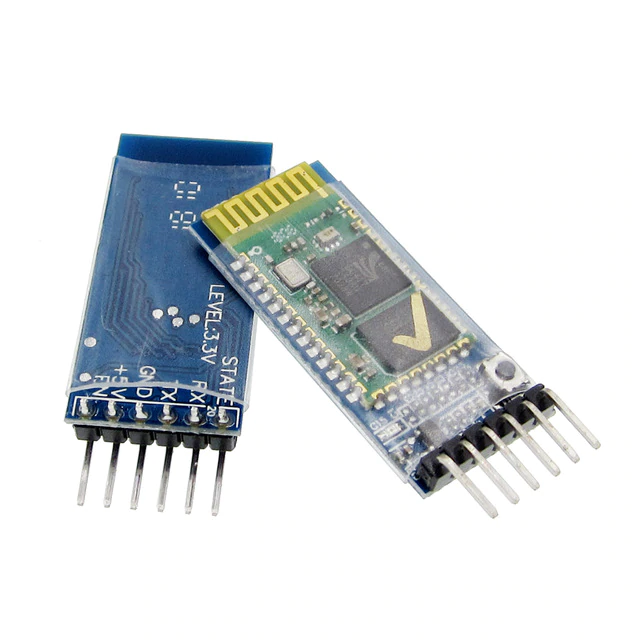 LEVEL:3.3V
STATE
RX
TX
GND
+5V
EN